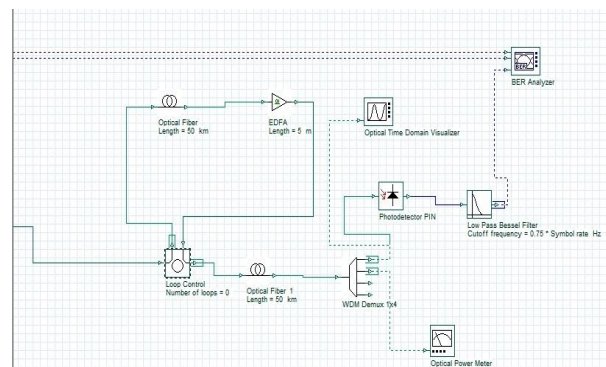 BER
BER Analyzer
Optical Fiber
Length = 50 km
EDFA
Length = 5 m
Optical Time Domain Visualizer
Photodetector PIN
Low Pass Bessel Filter
Cutoff frequency = 0.75 * Symbol rate Hz
Loop Control
Number of loops = 0
Optical Fiber 1
Length = 50 km
WDM Demux 1x4
Optical Power Meter